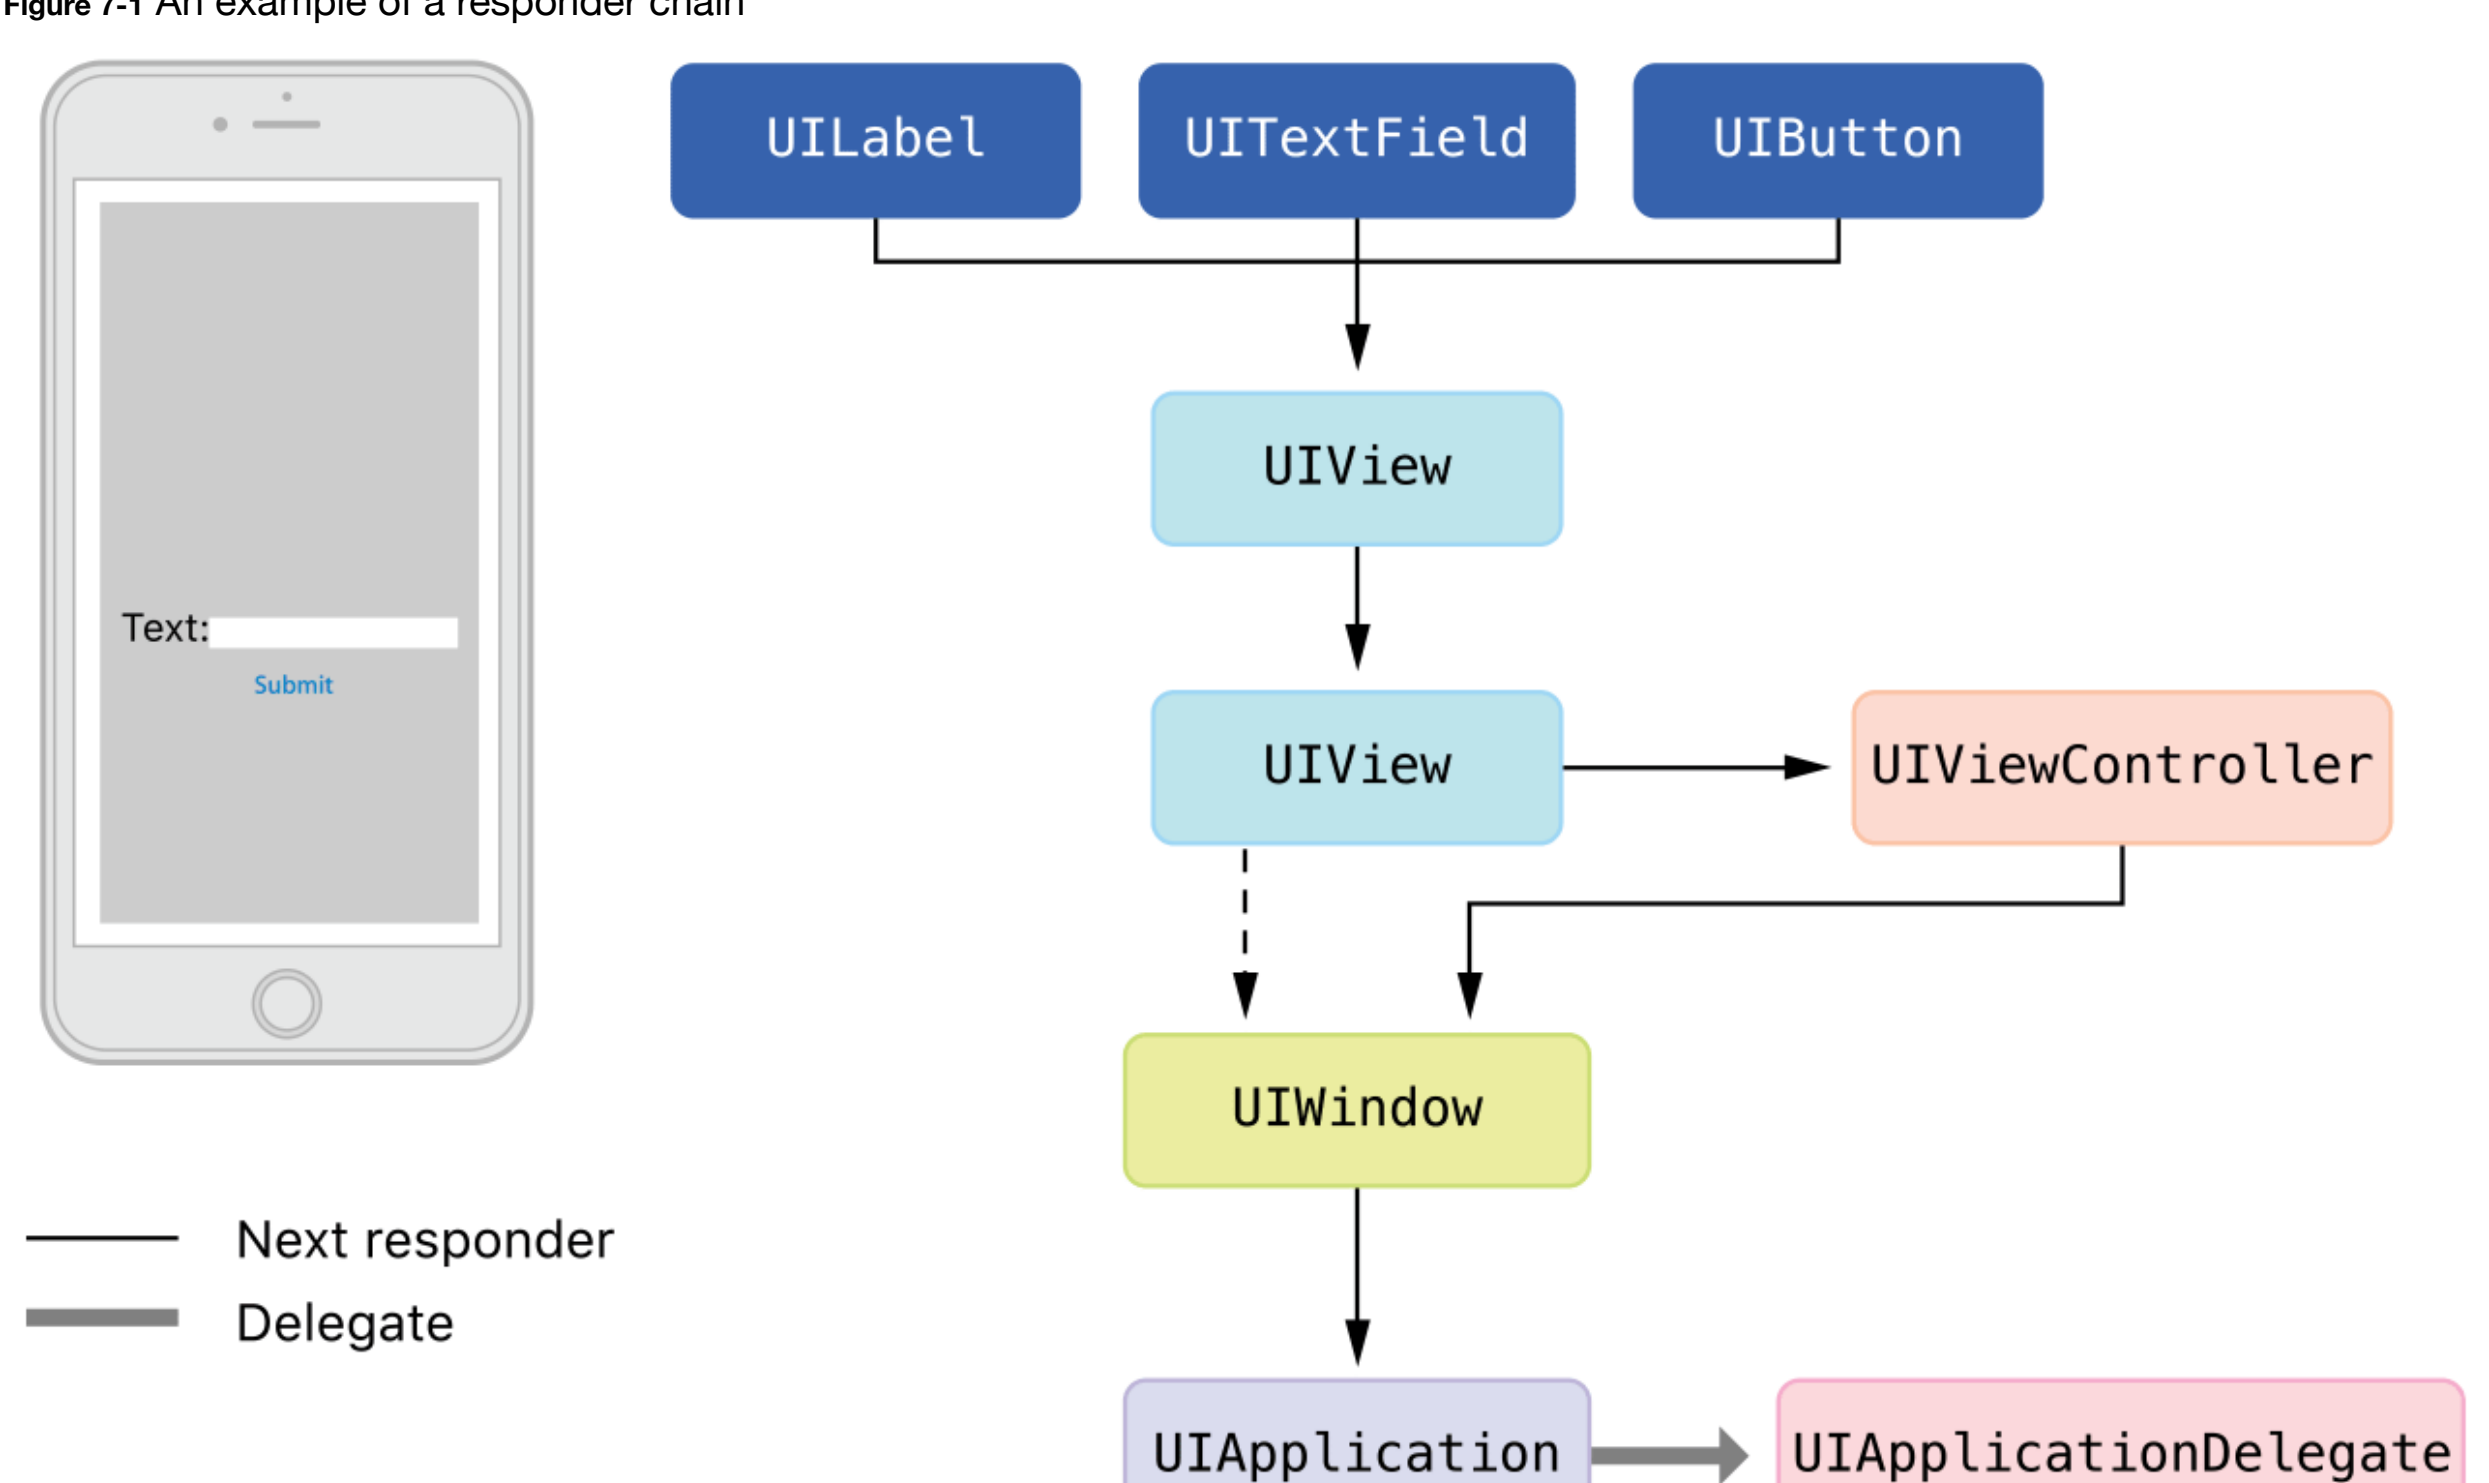 Figure 7-1 An example of a responder chain
UILabel
UITextField
UIButton
UIView
Text:
Submit
UIView
UIViewController
UIWindow
Next responder
Delegate
UIApplication
UIApplicationDelegate